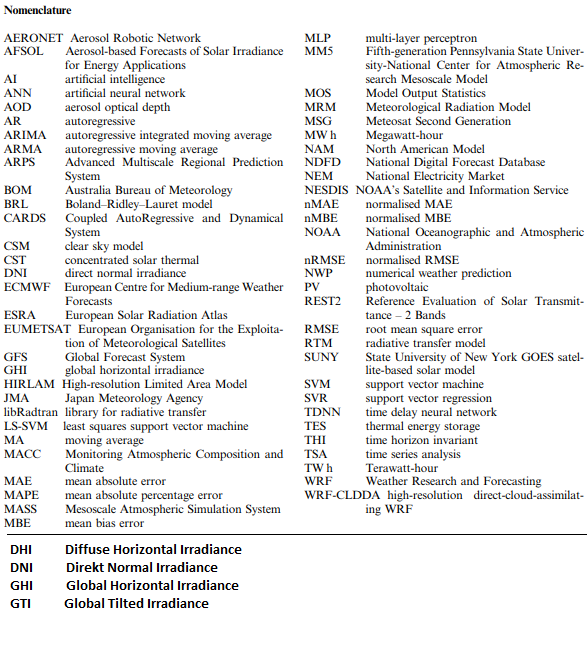 Nomenclature
AERONET Aerosol Robotic Network
AFSOL Aerosol-based Forecasts of Solar Irradiance
for Energy Applications
AI artificial intelligence
ANN artificial neural network
AOD aerosol optical depth
AR autoregressive
ARIMA autoregressive integrated moving average
ARMA autoregressive moving average
ARPS Advanced Multiscale Regional Prediction
System
BOM Australia Bureau of Meteorology
BRL Boland–Ridley–Lauret model
CARDS Coupled AutoRegressive and Dynamical
System
CSM clear sky model
CST concentrated solar thermal
DNI direct normal irradiance
ECMWF European Centre for Medium-range Weather
Forecasts
ESRA European Solar Radiation Atlas
EUMETSAT European Organisation for the Exploita-
tion of Meteorological Satellites
GFS Global Forecast System
GHI global horizontal irradiance
HIRLAM High-resolution Limited Area Model
JMA Japan Meteorology Agency
libRadtran library for radiative transfer
LS-SVM least squares support vector machine
MA moving average
MACC Monitoring Atmospheric Composition and
Climate
MAE mean absolute error
MAPE mean absolute percentage error
MASS Mesoscale Atmospheric Simulation System
MBE mean bias error
MLP multi-layer perceptron
MM5 Fifth-generation Pennsylvania State Univer-
sity-National Center for Atmospheric Re-
search Mesoscale Model
MOS Model Output Statistics
MRM Meteorological Radiation Model
MSG Meteosat Second Generation
MW h Megawatt-hour
NAM North American Model
NDFD National Digital Forecast Database
NEM National Electricity Market
NESDIS NOAA's Satellite and Information Service
nMAE normalised MAE
nMBE normalised MBE
NOAA National Oceanographic and Atmospheric
Administration
nRMSE normalised RMSE
NWP numerical weather prediction
PV photovoltaic
REST2 Reference Evaluation of Solar Transmit-
tance – 2 Bands
RMSE root mean square error
RTM radiative transfer model
SUNY State University of New York GOES satel-
lite-based solar model
SVM support vector machine
SVR support vector regression
TDNN time delay neural network
TES thermal energy storage
THI time horizon invariant
TSA time series analysis
TW h Terawatt-hour
WRF Weather Research and Forecasting
WRF-CLDDA high-resolution direct-cloud-assimilat-
ing WRF
DHI Diffuse Horizontal Irradiance
DNI Direkt Normal Irradiance
GHI Global Horizontal Irradiance
GTI Global Tilted Irradiance